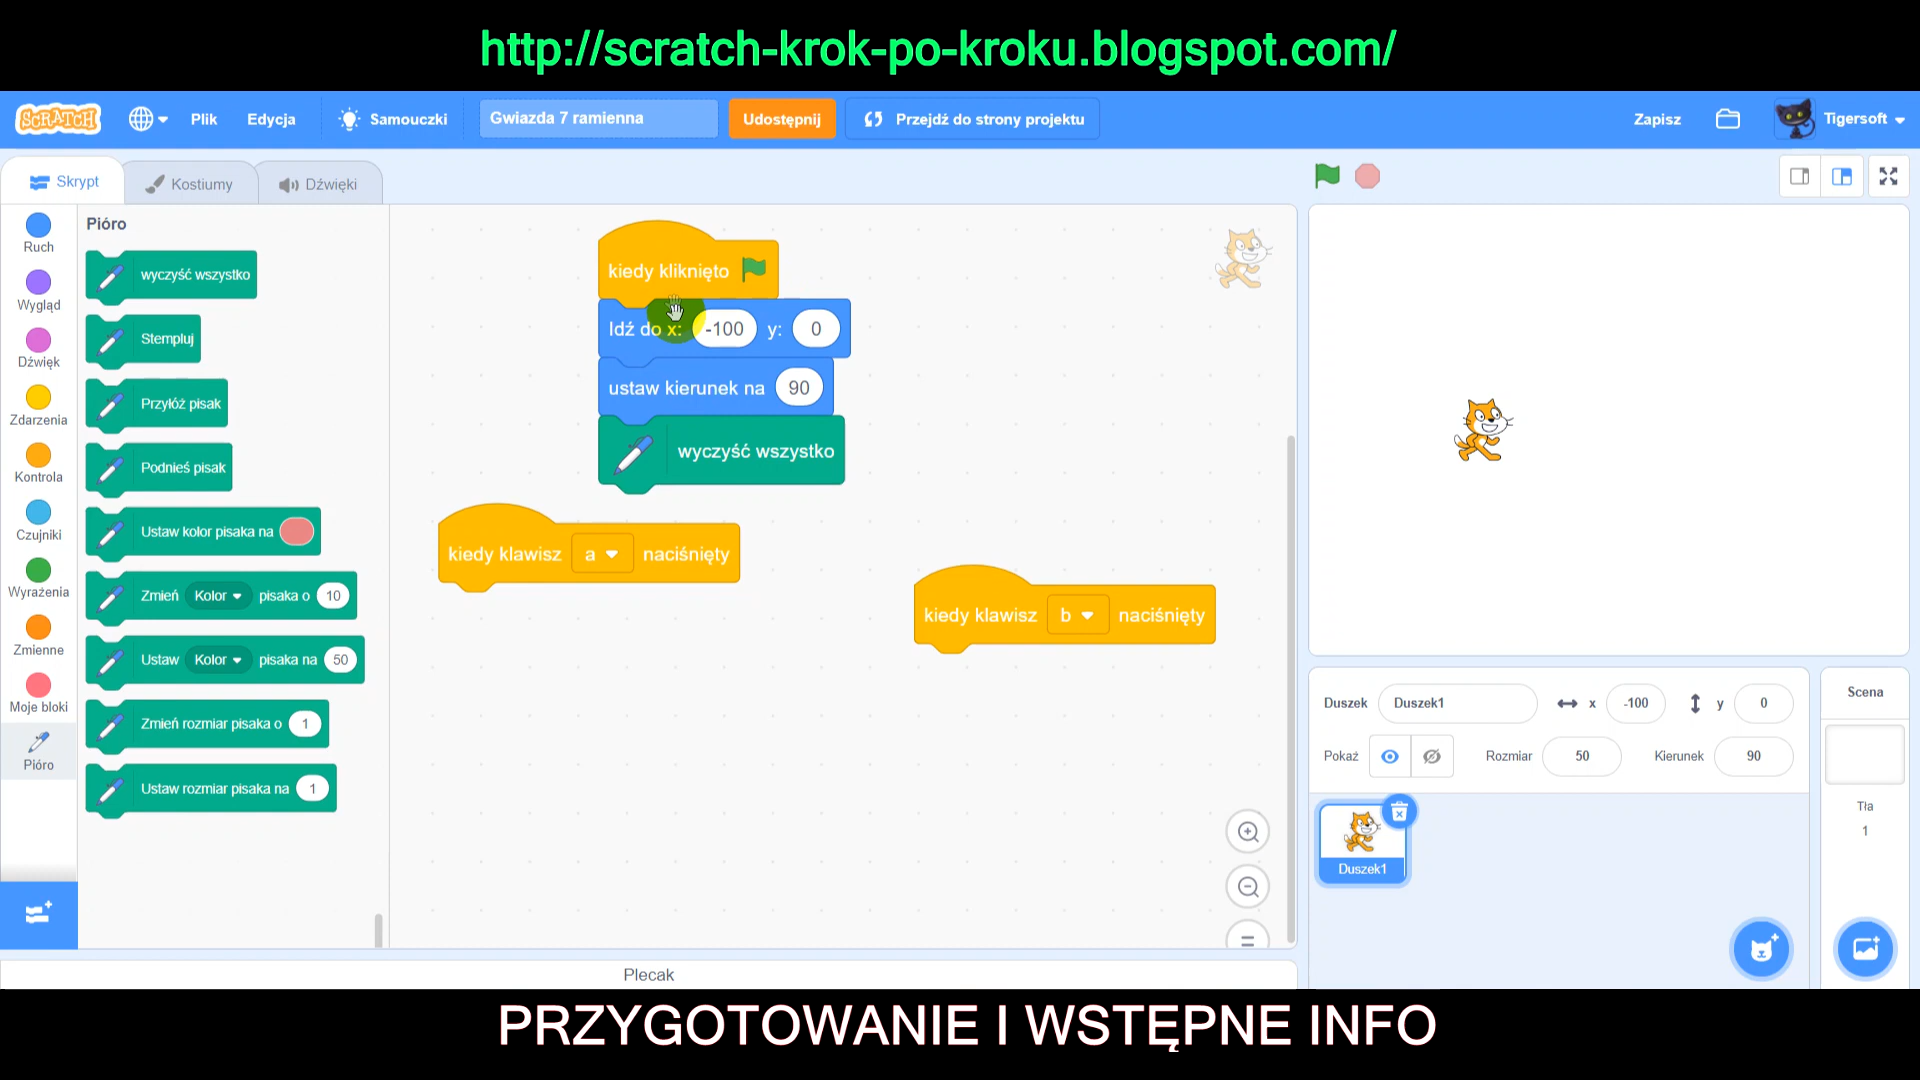 http://scratch-krok-po-kroku.blogspot.com/
SCRATCH
Plik
Edycja
Samouczki
Gwiazda 7 ramienna
Udostępnij
Przejdź do strony projektu
Zapisz
Tigersoft
Skrypt
Kostiumy
Dźwięki
Ruch
Wygląd
Dźwięk
Zdarzenia
Kontrola
Czujniki
Wyrażenia
Zmienne
Moje bloki
Pióro
Pióro
wyczyść wszystko
Stempluj
Przyłóż pisak
Podnieś pisak
Ustaw kolor pisaka na
Zmień Kolor pisaka o 10
Ustaw Kolor pisaka na 50
Zmień rozmiar pisaka o 1
Ustaw rozmiar pisaka na 1
kiedy kliknięto
Idź do x: -100 y: 0
ustaw kierunek na 90
wyczyść wszystko
kiedy klawisz a naciśnięty
kiedy klawisz b naciśnięty
Duszek Duszek1 x -100 y 0
Pokaż Rozmiar 50 Kierunek 90
Duszek1
Scena
Tła
1
Plecak
PRZYGOTOWANIE I WSTĘPNE INFO